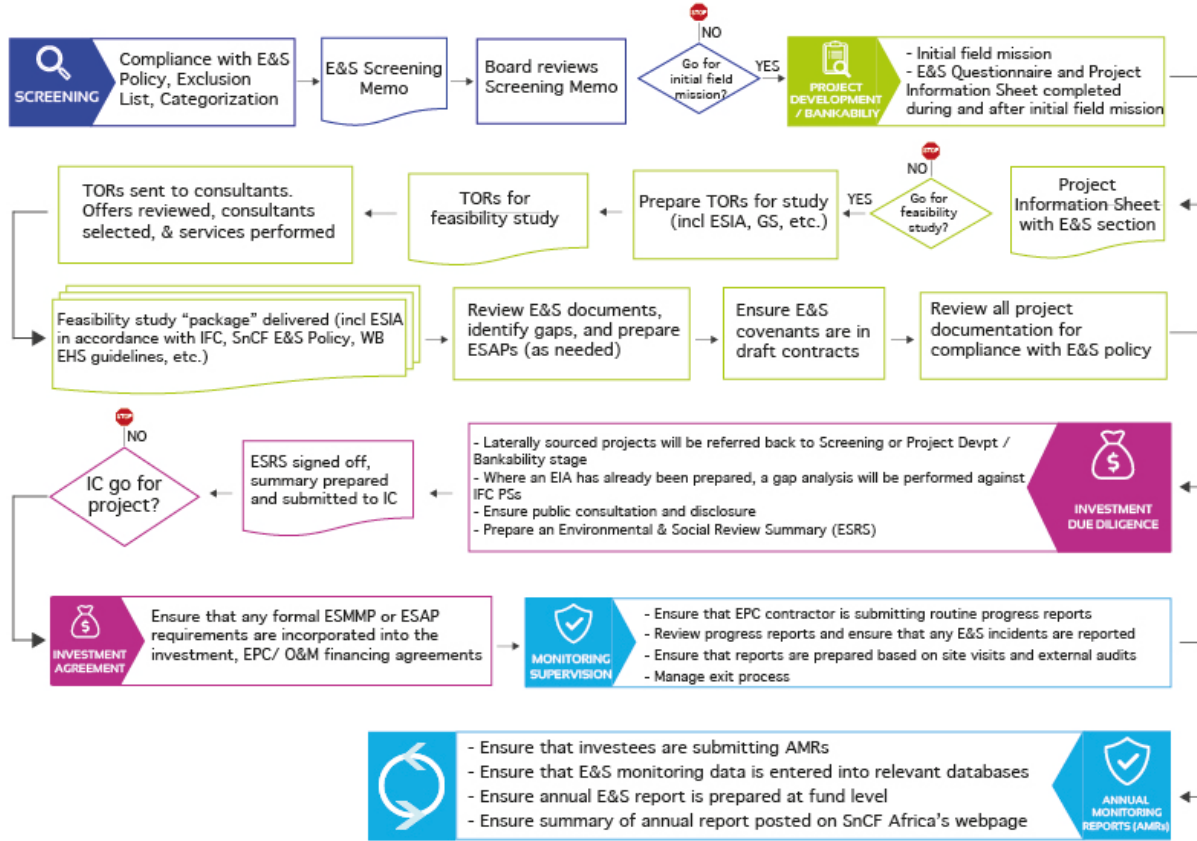 SCREENING
Compliance with E&S
Policy, Exclusion
List, Categorization
E&S Screening
Memo
Board reviews
Screening Memo
STOP
NO
Go for
initial field
mission?
YES
PROJECT
DEVELOPMENT
/ BANKABILIY
- Initial field mission
- E&S Questionnaire and Project
Information Sheet completed
during and after initial field mission
Project
Information Sheet
with E&S section
STOP
NO
Go for
feasibility
study?
YES
Prepare TORs for study
(incl ESIA, GS, etc.)
TORs for
feasibility study
TORs sent to consultants.
Offers reviewed, consultants
selected, & services performed
Feasibility study “package” delivered (incl ESIA
in accordance with IFC, SnCF E&S Policy, WB
EHS guidelines, etc.)
Review E&S documents,
identify gaps, and prepare
ESAPs (as needed)
Ensure E&S
covenants are in
draft contracts
Review all project
documentation for
compliance with E&S policy
$
INVESTMENT
DUE DILIGENCE
- Laterally sourced projects will be referred back to Screening or Project Devpt /
Bankability stage
- Where an EIA has already been prepared, a gap analysis will be performed against
IFC PSs
- Ensure public consultation and disclosure
- Prepare an Environmental & Social Review Summary (ESRS)
ESRS signed off,
summary prepared
and submitted to IC
STOP
NO
IC go for
project?
$
INVESTMENT
AGREEMENT
Ensure that any formal ESMMP or ESAP
requirements are incorporated into the
investment, EPC/ O&M financing agreements
MONITORING
SUPERVISION
- Ensure that EPC contractor is submitting routine progress reports
- Review progress reports and ensure that any E&S incidents are reported
- Ensure that reports are prepared based on site visits and external audits
- Manage exit process
ANNUAL
MONITORING
REPORTS (AMRs)
- Ensure that investees are submitting AMRs
- Ensure that E&S monitoring data is entered into relevant databases
- Ensure annual E&S report is prepared at fund level
- Ensure summary of annual report posted on SnCF Africa’s webpage